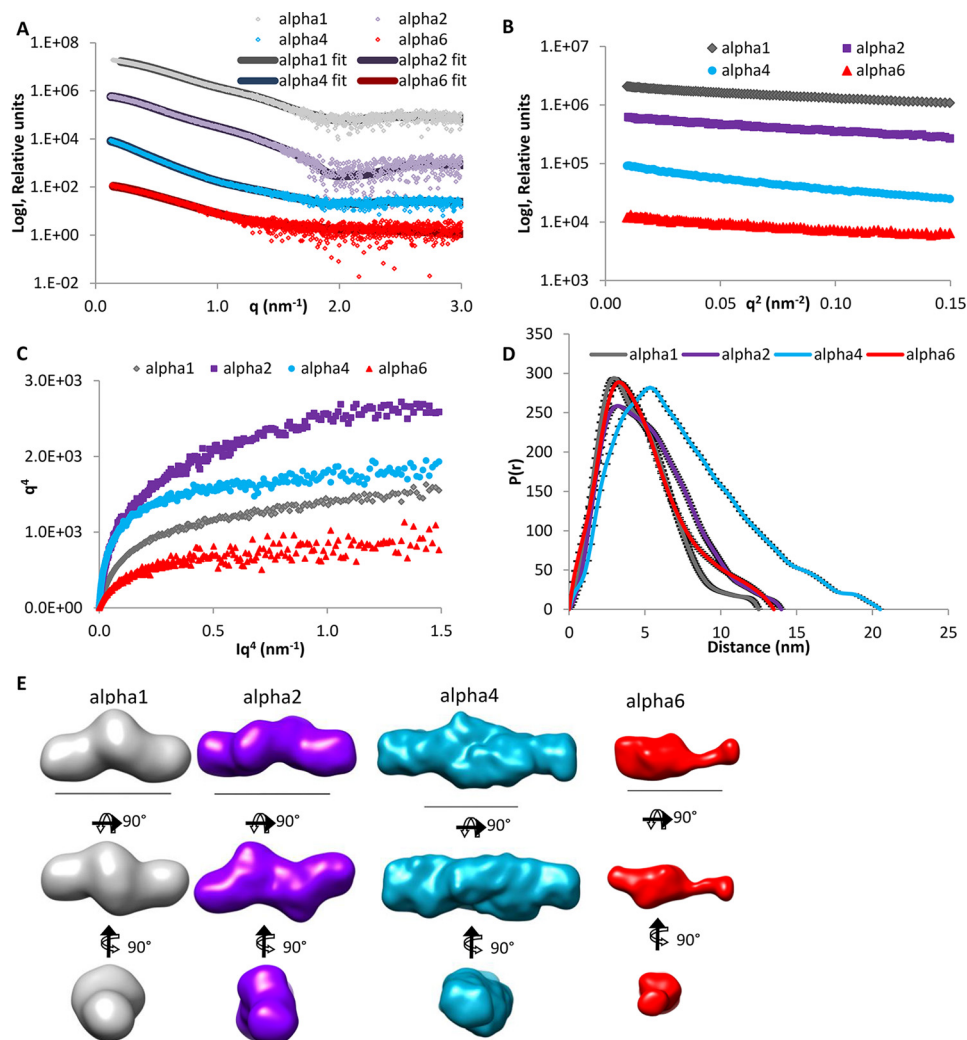 A
alpha1 alpha2
alpha4 alpha6
alpha1 fit alpha2 fit
alpha4 fit alpha6 fit
LogI, Relative units
1.E+08
1.E+06
1.E+04
1.E+02
1.E+00
1.E-02
0.0 1.0 2.0 3.0
q (nm⁻¹)
B
alpha1 alpha2
alpha4 alpha6
LogI, Relative units
1.E+07
1.E+06
1.E+05
1.E+04
1.E+03
0.00 0.05 0.10 0.15
q² (nm⁻²)
C
alpha1 alpha2 alpha4 alpha6
q⁴
3.0E+03
2.0E+03
1.0E+03
0.0E+00
0.0 0.5 1.0 1.5
Iq⁴ (nm⁻¹)
D
alpha1 alpha2 alpha4 alpha6
P(r)
350
300
250
200
150
100
50
0
0 5 10 15 20 25
Distance (nm)
E
alpha1 alpha2 alpha4 alpha6
90° 90° 90° 90°
90° 90° 90° 90°